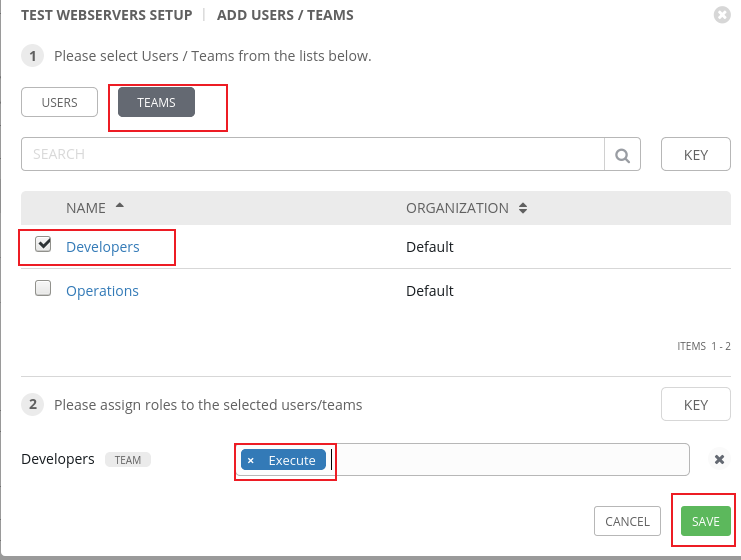 TEST WEBSERVERS SETUP | ADD USERS / TEAMS
1 Please select Users / Teams from the lists below.
USERS TEAMS
SEARCH KEY
NAME ORGANIZATION
Developers Default
Operations Default
ITEMS 1 - 2
2 Please assign roles to the selected users/teams KEY
Developers TEAM × Execute ✖
CANCEL SAVE